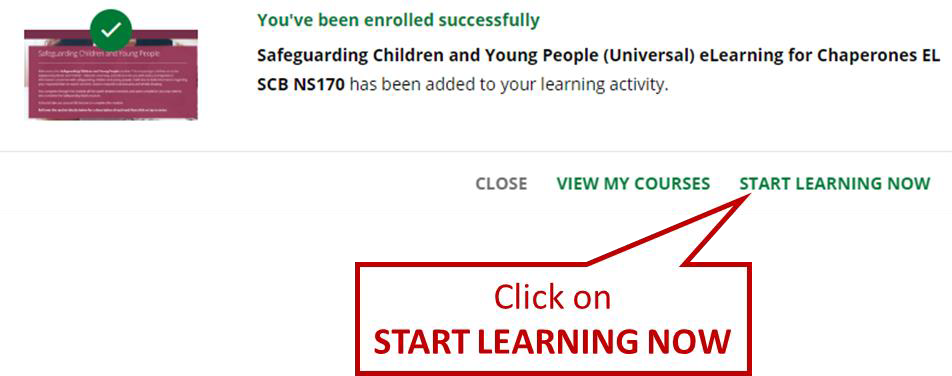 Safeguarding Children and Young People
You've been enrolled successfully
Safeguarding Children and Young People (Universal) eLearning for Chaperones EL
SCB NS170 has been added to your learning activity.
CLOSE VIEW MY COURSES START LEARNING NOW
Click on
START LEARNING NOW